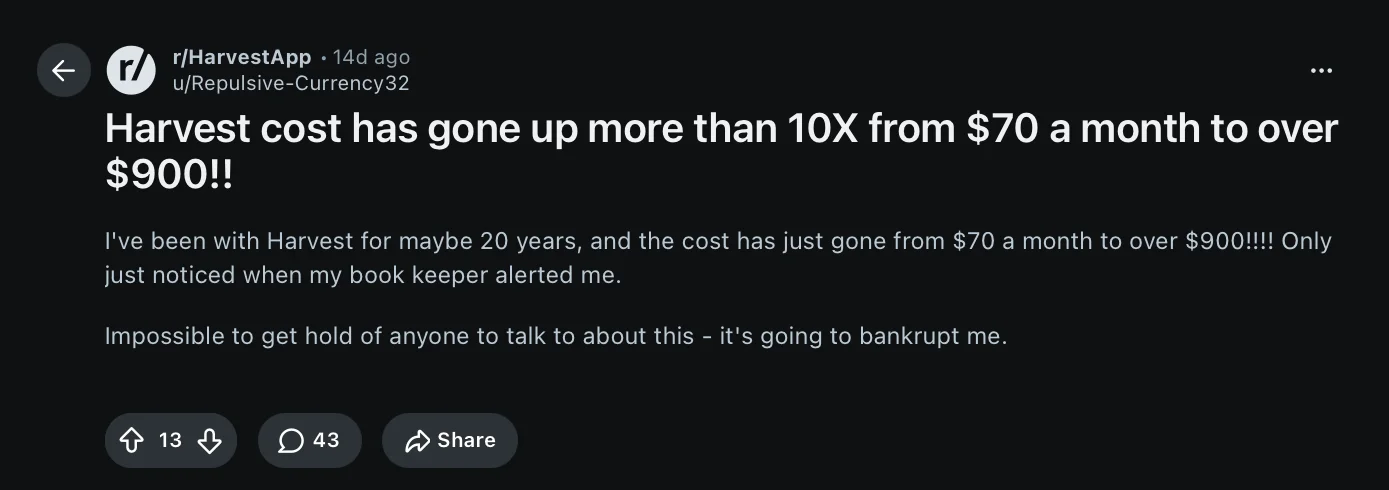 r/HarvestApp • 14d ago
u/Repulsive-Currency32
Harvest cost has gone up more than 10X from $70 a month to over
$900!!
I've been with Harvest for maybe 20 years, and the cost has just gone from $70 a month to over $900!!!! Only
just noticed when my book keeper alerted me.
Impossible to get hold of anyone to talk to about this - it's going to bankrupt me.
13 43 Share